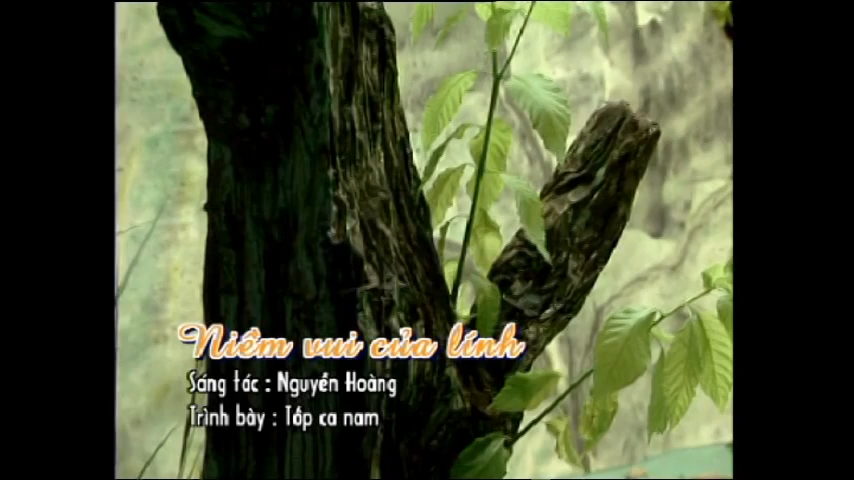 Niềm vui của lính
Sáng tác : Nguyễn Hoàng
Trình bày : Tốp ca nam